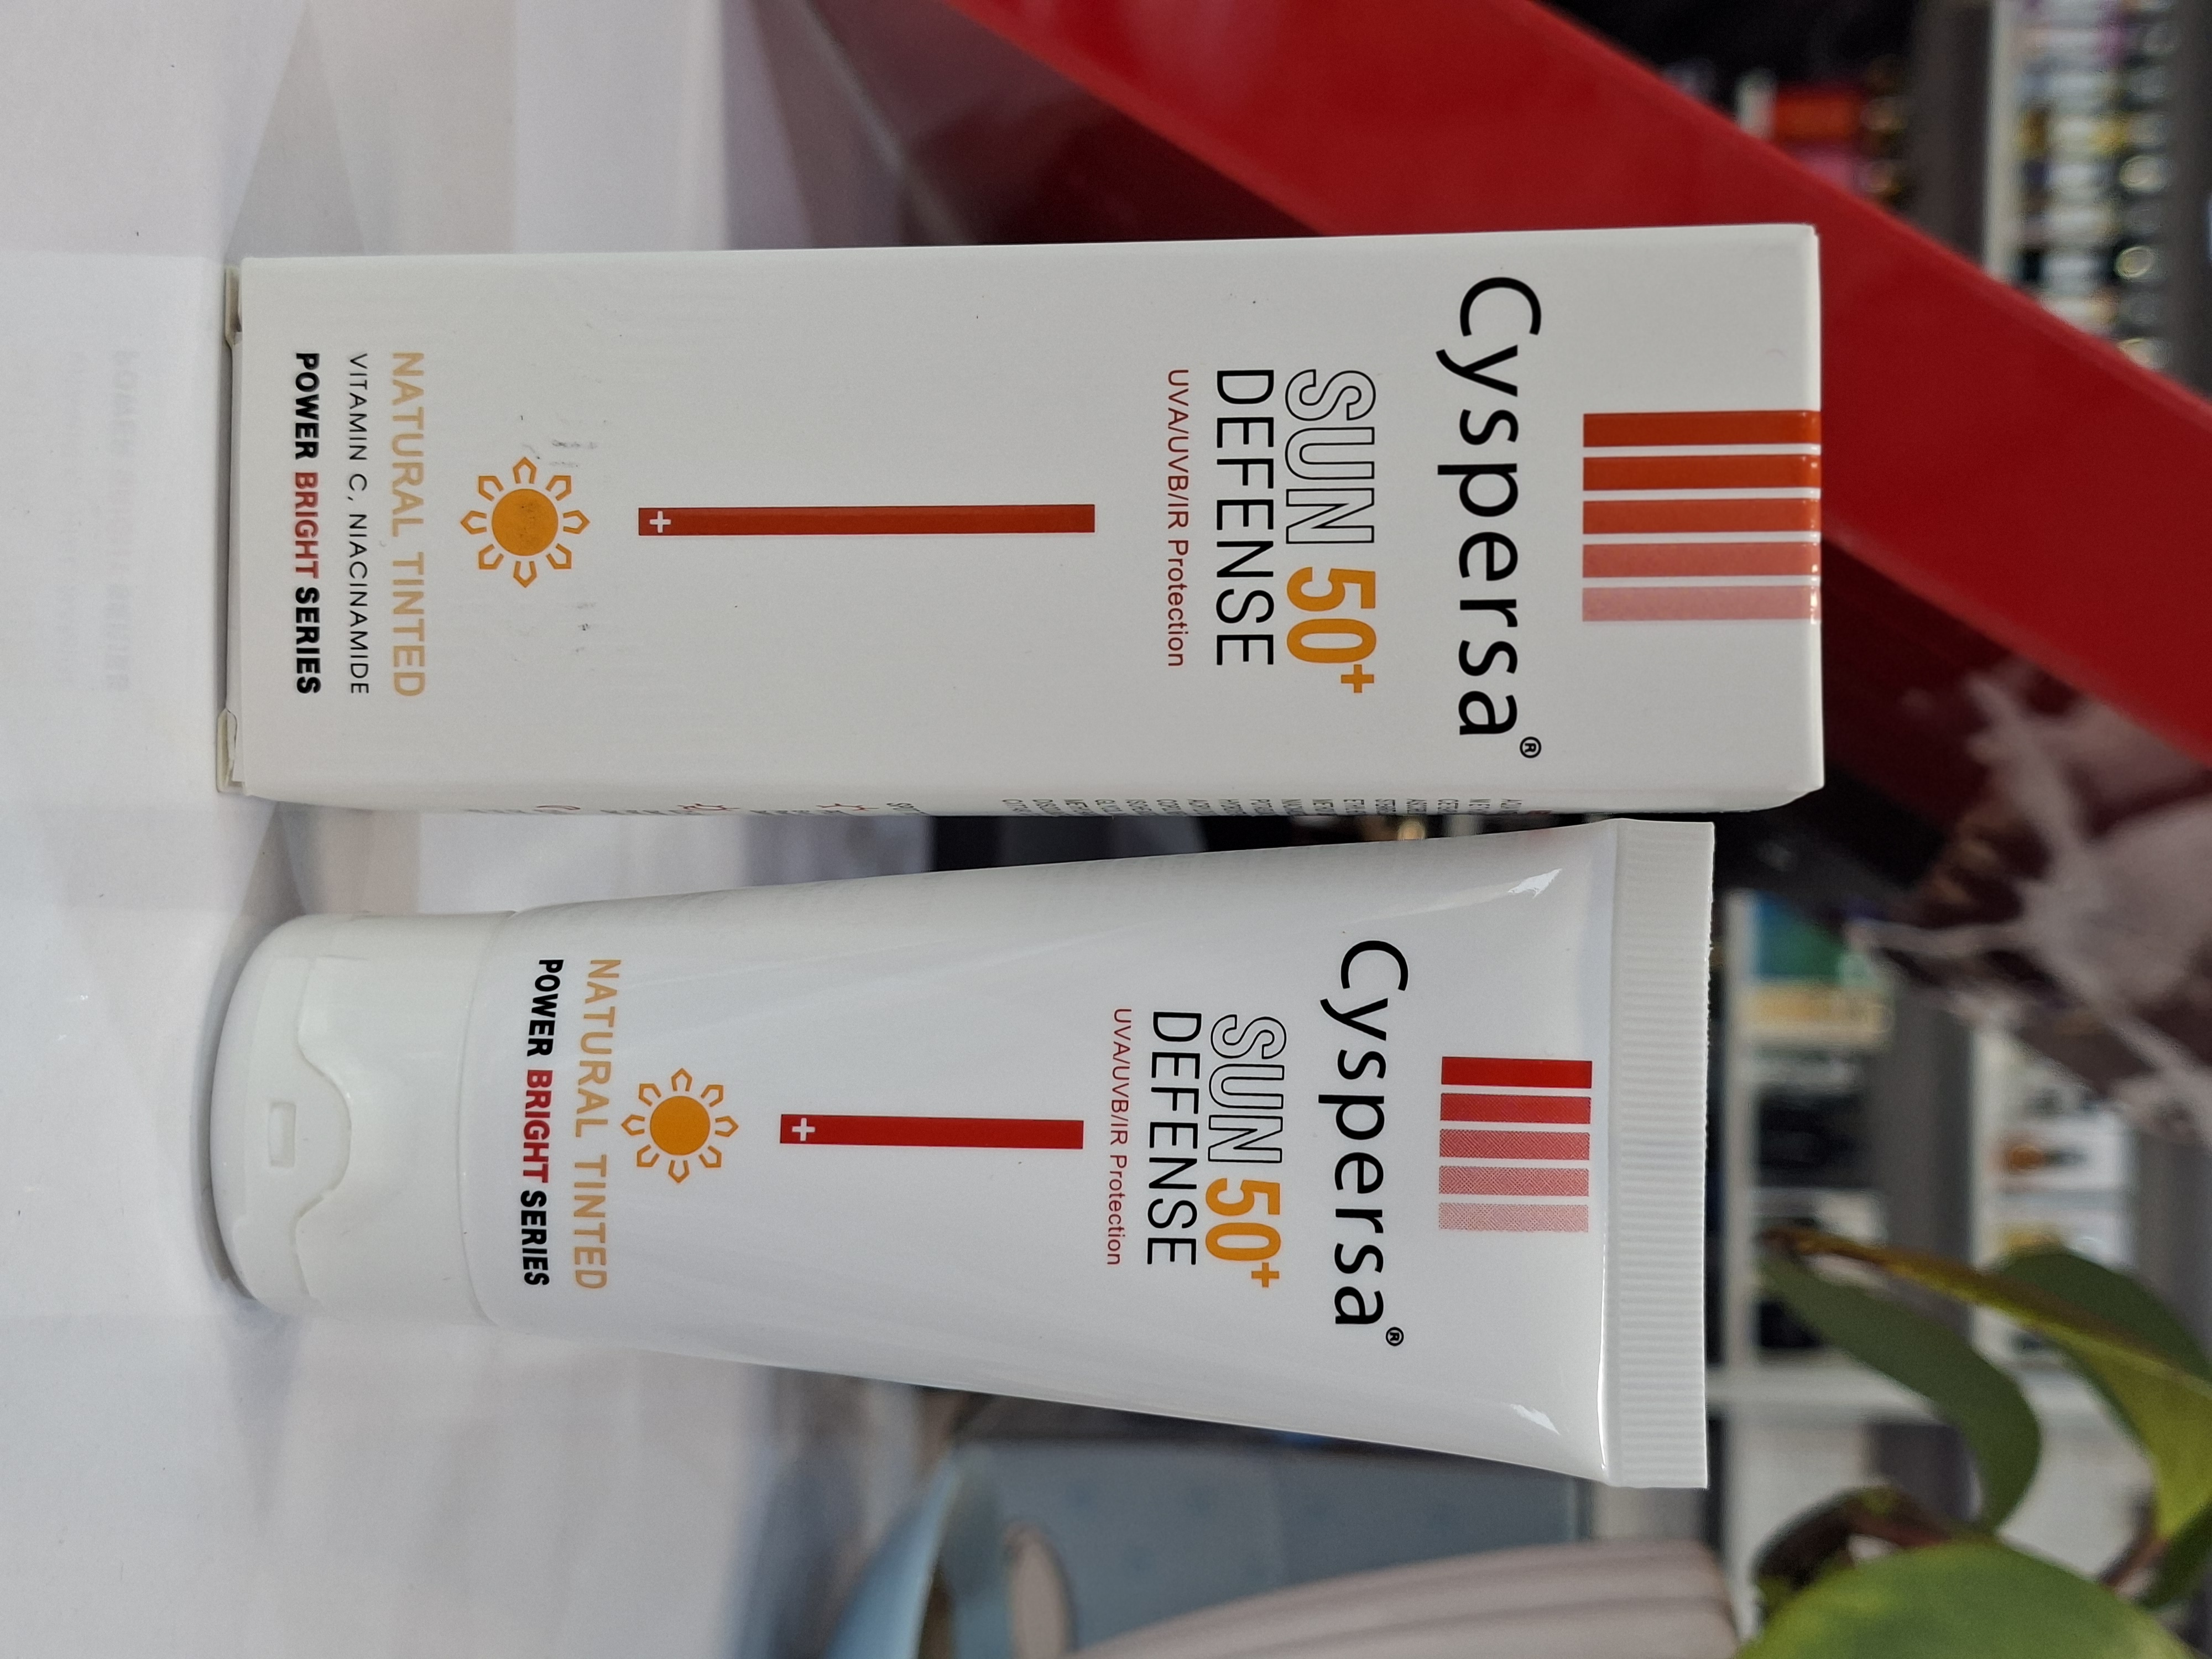 Cyspersa®
SUN 50+
DEFENSE
UVA/UVB/IR Protection
NATURAL TINTED
VITAMIN C, NIACINAMIDE
POWER BRIGHT SERIES
Cyspersa®
SUN 50+
DEFENSE
UVA/UVB/IR Protection
NATURAL TINTED
POWER BRIGHT SERIES